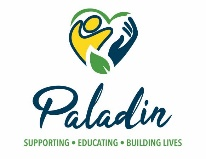 Paladin
SUPPORTING • EDUCATING • BUILDING LIVES